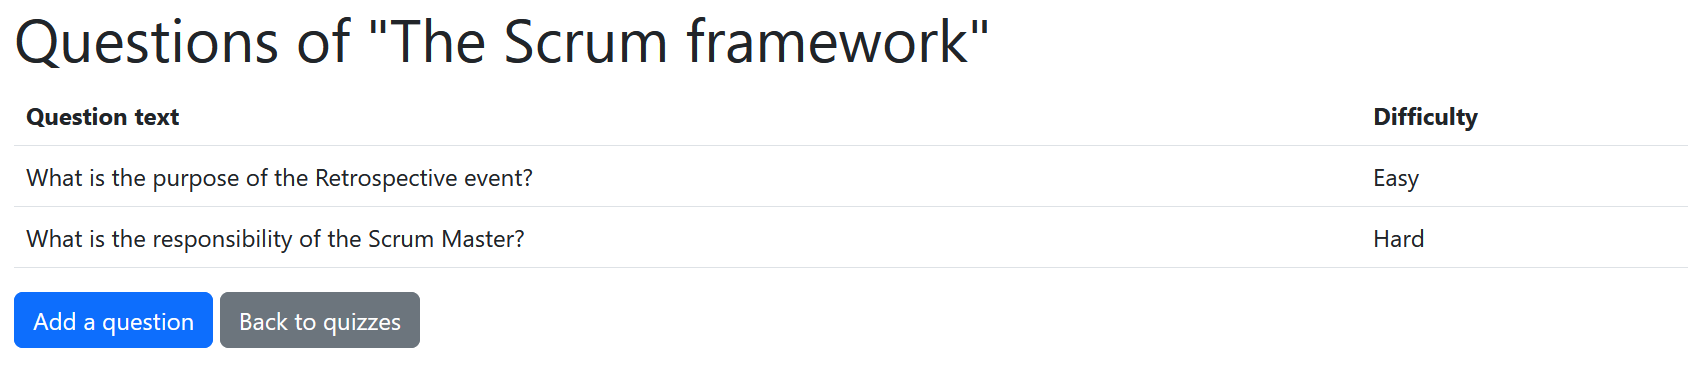 Questions of "The Scrum framework"
Question text Difficulty
What is the purpose of the Retrospective event? Easy
What is the responsibility of the Scrum Master? Hard
Add a question Back to quizzes